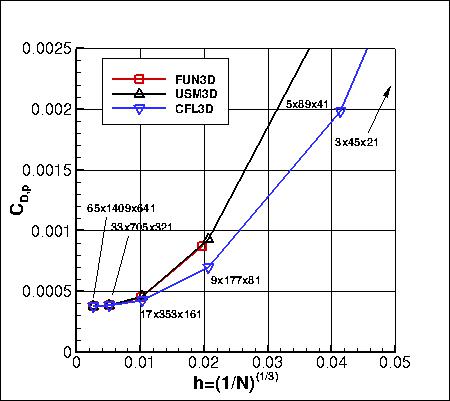 0.0025
FUN3D
USM3D
CFL3D
0.002
5x89x41
3x45x21
0.0015
C_D,p
65x1409x641
0.001
33x705x321
9x177x81
0.0005
17x353x161
0
0 0.01 0.02 0.03 0.04 0.05
h=(1/N)^(1/3)